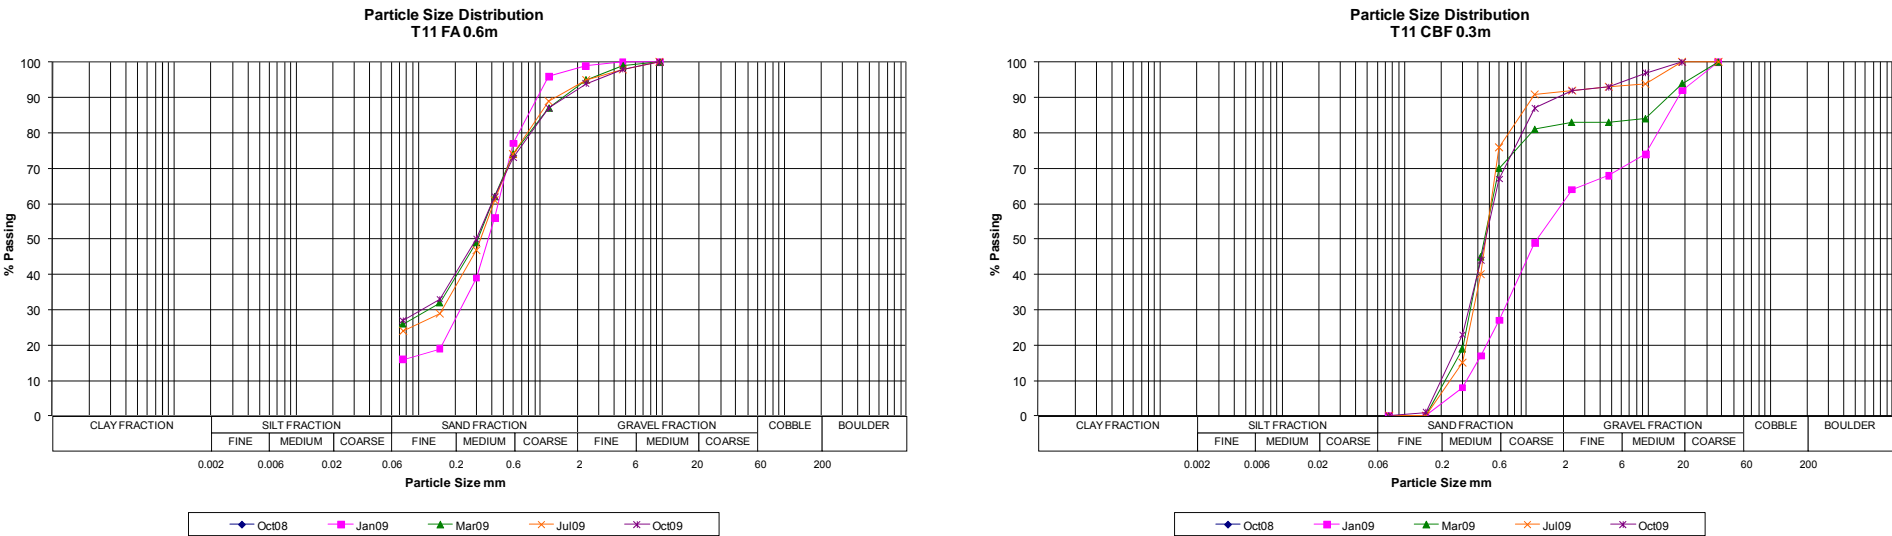 Particle Size Distribution
T11 FA 0.6m
100
90
80
70
60
50
40
30
20
10
0
% Passing
CLAY FRACTION SILT FRACTION SAND FRACTION GRAVEL FRACTION COBBLE BOULDER
FINE MEDIUM COARSE FINE MEDIUM COARSE FINE MEDIUM COARSE
0.002 0.006 0.02 0.06 0.2 0.6 2 6 20 60 200
Particle Size mm
Oct08 Jan09 Mar09 Jul09 Oct09
Particle Size Distribution
T11 CBF 0.3m
100
90
80
70
60
50
40
30
20
10
0
% Passing
CLAY FRACTION SILT FRACTION SAND FRACTION GRAVEL FRACTION COBBLE BOULDER
FINE MEDIUM COARSE FINE MEDIUM COARSE FINE MEDIUM COARSE
0.002 0.006 0.02 0.06 0.2 0.6 2 6 20 60 200
Particle Size mm
Oct08 Jan09 Mar09 Jul09 Oct09